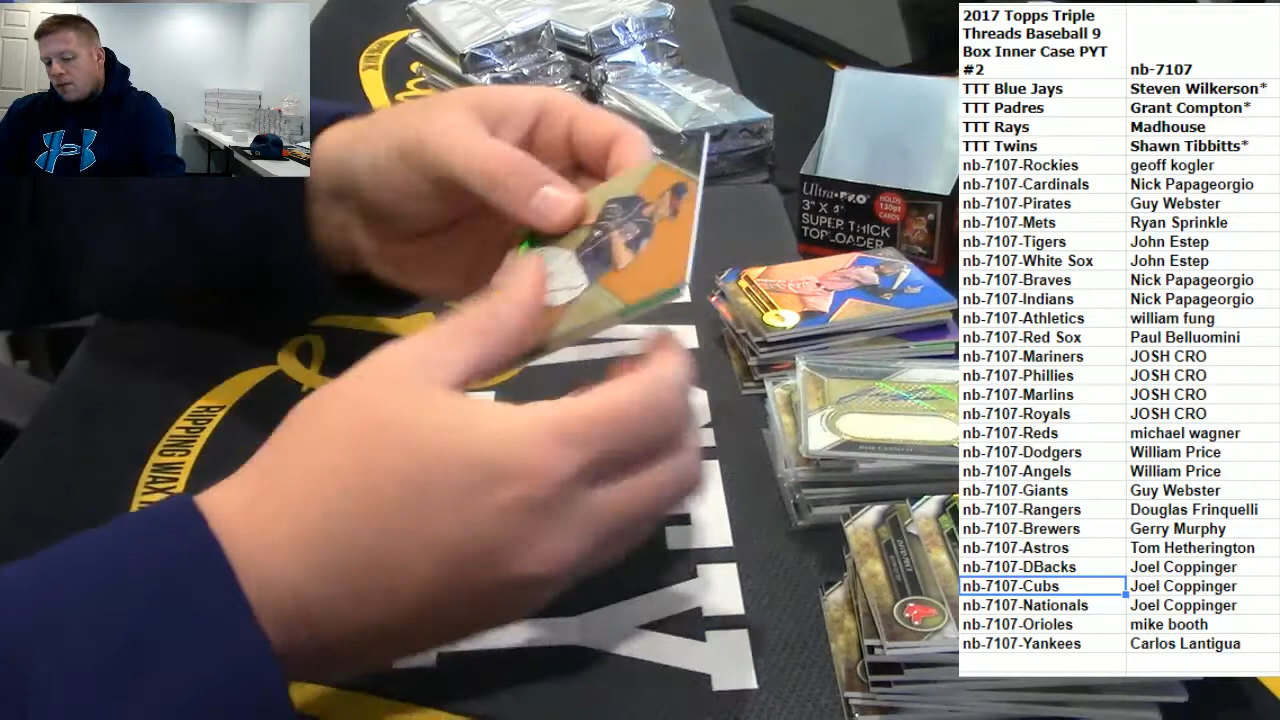 2017 Topps Triple
Threads Baseball 9
Box Inner Case PYT
#2 nb-7107
TTT Blue Jays Steven Wilkerson*
TTT Padres Grant Compton*
TTT Rays Madhouse
TTT Twins Shawn Tibbitts*
nb-7107-Rockies geoff kogler
nb-7107-Cardinals Nick Papageorgio
nb-7107-Pirates Guy Webster
nb-7107-Mets Ryan Sprinkle
nb-7107-Tigers John Estep
nb-7107-White Sox John Estep
nb-7107-Braves Nick Papageorgio
nb-7107-Indians Nick Papageorgio
nb-7107-Athletics william fung
nb-7107-Red Sox Paul Belluomini
nb-7107-Mariners JOSH CRO
nb-7107-Phillies JOSH CRO
nb-7107-Marlins JOSH CRO
nb-7107-Royals JOSH CRO
nb-7107-Reds michael wagner
nb-7107-Dodgers William Price
nb-7107-Angels William Price
nb-7107-Giants Guy Webster
nb-7107-Rangers Douglas Frinquelli
nb-7107-Brewers Gerry Murphy
nb-7107-Astros Tom Hetherington
nb-7107-DBacks Joel Coppinger
nb-7107-Cubs Joel Coppinger
nb-7107-Nationals Joel Coppinger
nb-7107-Orioles mike booth
nb-7107-Yankees Carlos Lantigua
Ultra PRO
3" X 4"
SUPER THICK
TOPLOADER
HOLDS
130pt
CARDS
RIPPING WAX
RIPPING WAX
DAVID PRICE